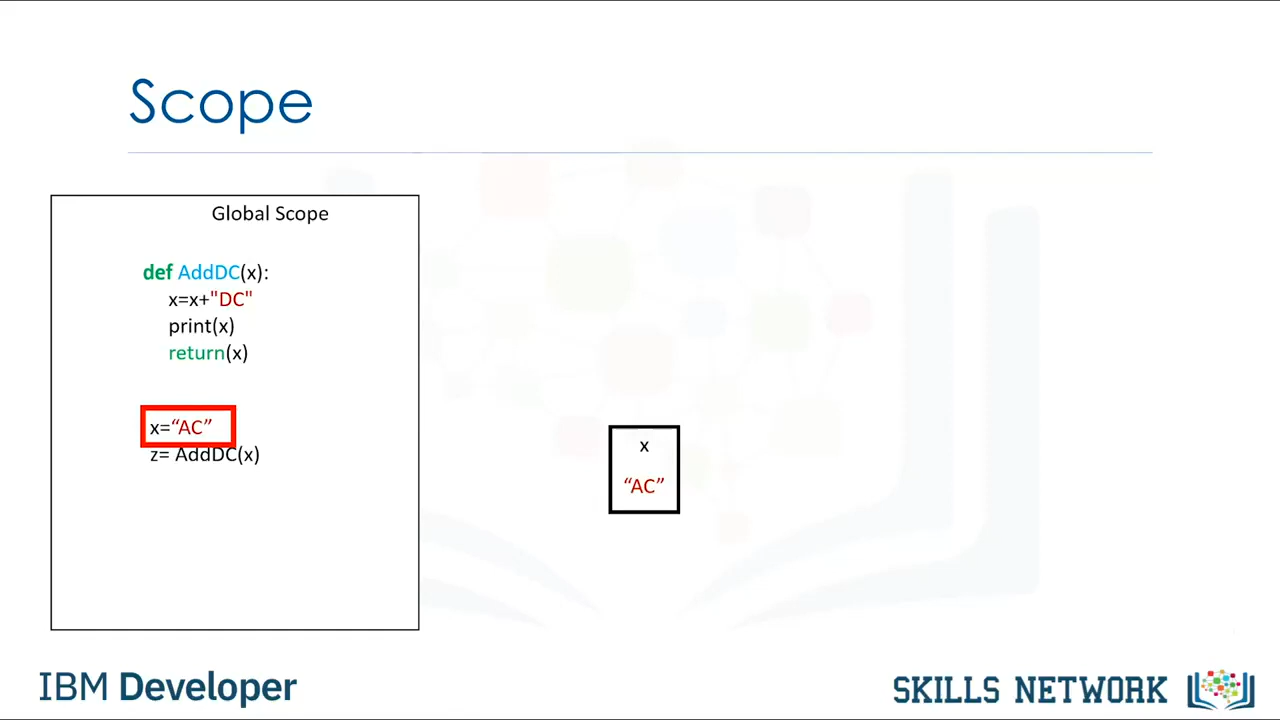 Scope
Global Scope
def AddDC(x):
x=x+"DC"
print(x)
return(x)
x=“AC”
z= AddDC(x)
x
“AC”
IBM Developer
SKILLS NETWORK